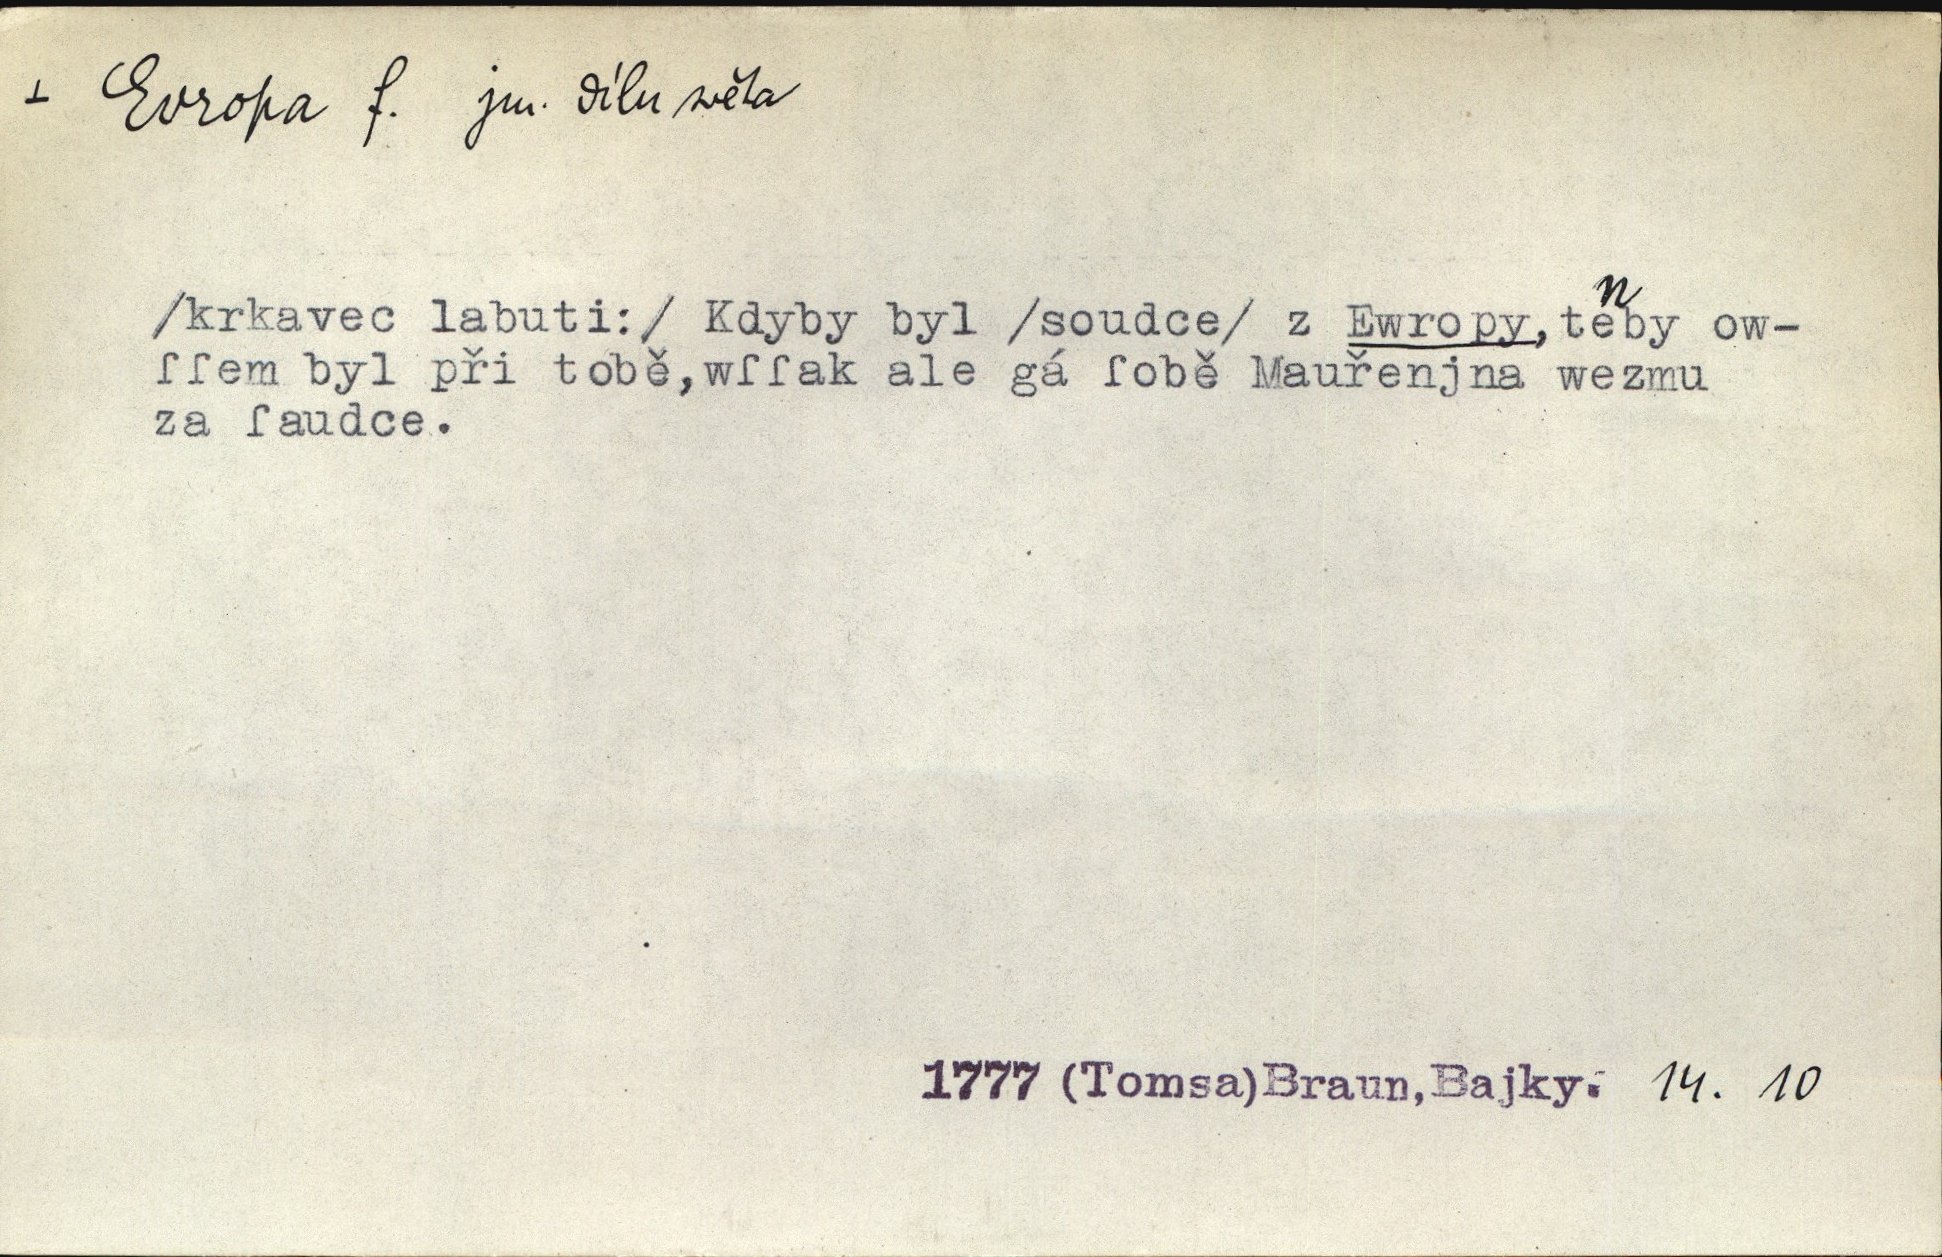 ⊥ Evropa f. jm. dílu světa
/krkavec labuti:/ Kdyby byl /soudce/ z Ewropy, tenby ow-
ſſem byl při tobě, wſſak ale gá ſobě Mauřenjna wezmu
za ſaudce.
1777 (Tomsa) Braun, Bajky. 14. 10